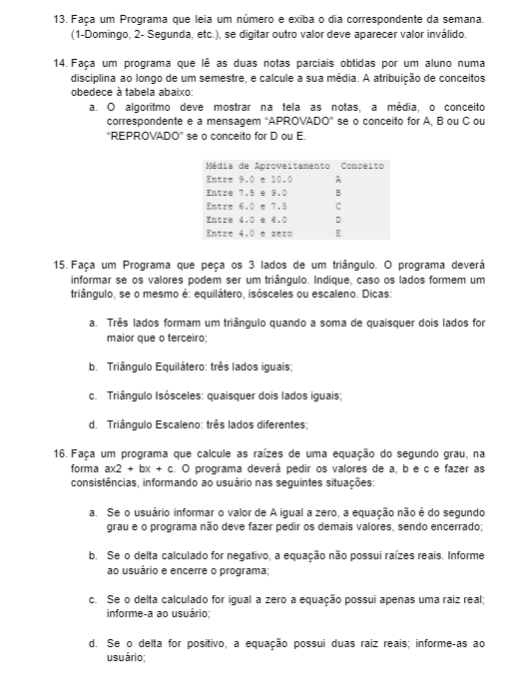 13. Faça um Programa que leia um número e exiba o dia correspondente da semana.
(1-Domingo, 2- Segunda, etc.), se digitar outro valor deve aparecer valor inválido.
14. Faça um programa que lê as duas notas parciais obtidas por um aluno numa
disciplina ao longo de um semestre, e calcule a sua média. A atribuição de conceitos
obedece à tabela abaixo:
a. O algoritmo deve mostrar na tela as notas, a média, o conceito
correspondente e a mensagem "APROVADO" se o conceito for A, B ou C ou
"REPROVADO" se o conceito for D ou E.
Média de Aproveitamento Conceito
Entre 9.0 e 10.0 A
Entre 7.5 e 9.0 B
Entre 6.0 e 7.5 C
Entre 4.0 e 6.0 D
Entre 4.0 e zero E
15. Faça um Programa que peça os 3 lados de um triângulo. O programa deverá
informar se os valores podem ser um triângulo. Indique, caso os lados formem um
triângulo, se o mesmo é: equilátero, isósceles ou escaleno. Dicas:
a. Três lados formam um triângulo quando a soma de quaisquer dois lados for
maior que o terceiro;
b. Triângulo Equilátero: três lados iguais;
c. Triângulo Isósceles: quaisquer dois lados iguais;
d. Triângulo Escaleno: três lados diferentes;
16. Faça um programa que calcule as raízes de uma equação do segundo grau, na
forma ax2 + bx + c. O programa deverá pedir os valores de a, b e c e fazer as
consistências, informando ao usuário nas seguintes situações:
a. Se o usuário informar o valor de A igual a zero, a equação não é do segundo
grau e o programa não deve fazer pedir os demais valores, sendo encerrado;
b. Se o delta calculado for negativo, a equação não possui raízes reais. Informe
ao usuário e encerre o programa;
c. Se o delta calculado for igual a zero a equação possui apenas uma raiz real;
informe-a ao usuário;
d. Se o delta for positivo, a equação possui duas raiz reais; informe-as ao
usuário;